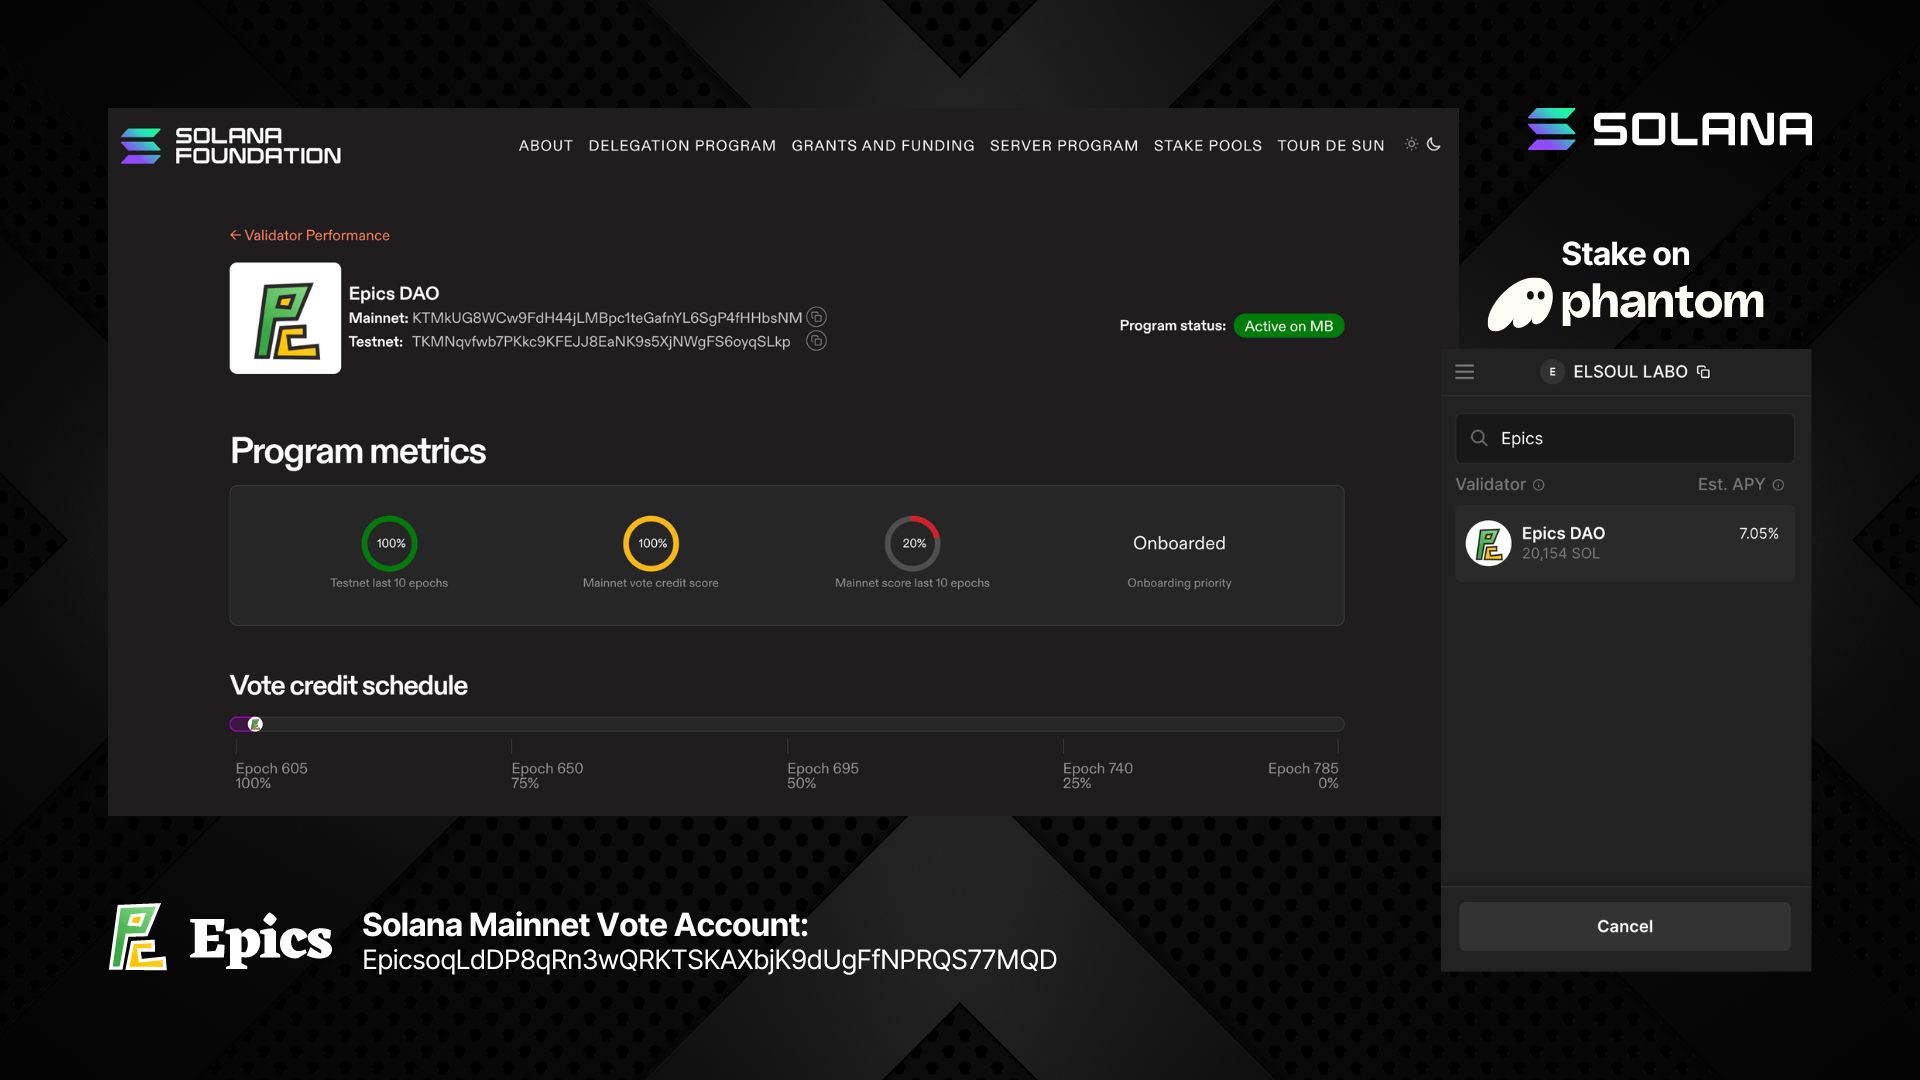 SOLANA
FOUNDATION
ABOUT DELEGATION PROGRAM GRANTS AND FUNDING SERVER PROGRAM STAKE POOLS TOUR DE SUN
← Validator Performance
Epics DAO
Mainnet: KTMkUG8WCw9FdH44jLMBpc1teGafnYL6SgP4fHHbsNM
Testnet: TKMNqvfwb7PKkc9KFEJJ8EaNK9s5XjNWgFS6oyqSLkp
Program status: Active on MB
Program metrics
100%
Testnet last 10 epochs
100%
Mainnet vote credit score
20%
Mainnet score last 10 epochs
Onboarded
Onboarding priority
Vote credit schedule
Epoch 605
100%
Epoch 650
75%
Epoch 695
50%
Epoch 740
25%
Epoch 785
0%
SOLANA
Stake on
phantom
E ELSOUL LABO
Epics
Validator Est. APY
Epics DAO 7.05%
20,154 SOL
Cancel
Epics
Solana Mainnet Vote Account:
EpicsoqLdDP8qRn3wQRKTSKAXbjK9dUgFfNPRQS77MQD